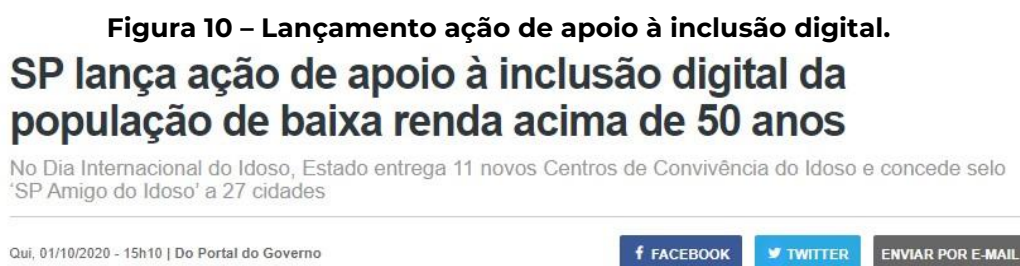 Figura 10 – Lançamento ação de apoio à inclusão digital.
SP lança ação de apoio à inclusão digital da
população de baixa renda acima de 50 anos
No Dia Internacional do Idoso, Estado entrega 11 novos Centros de Convivência do Idoso e concede selo
'SP Amigo do Idoso' a 27 cidades
Qui, 01/10/2020 - 15h10 | Do Portal do Governo
FACEBOOK
TWITTER
ENVIAR POR E-MAIL